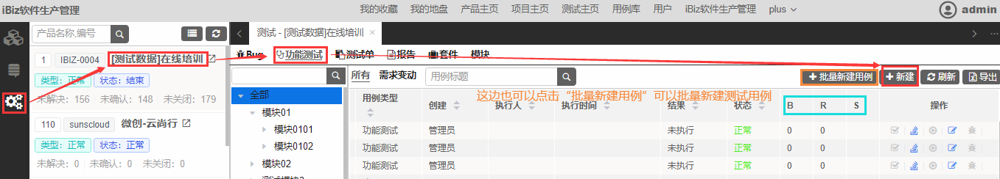 iBiz软件生产管理 我的收藏 我的地盘 产品主页 项目主页 测试主页 用例库 用户 iBiz软件生产管理 plus admin
产品名称,编号
测试 - [测试数据]在线培训 ×
1 IBIZ-0004 [测试数据]在线培训
类型: 正常 状态: 结束
未解决: 156 未确认: 148 未关闭: 179
110 sunscloud 微创-云尚行
类型: 正常 状态: 正常
未解决: 0 未确认: 0 未关闭: 0
Bug 功能测试 测试单 报告 套件 模块
所有 需求变动 用例标题 批量新建用例 新建 刷新 导出
这边也可以点击“批量新建用例”可以批量新建测试用例
全部
模块01
模块0101
模块0102
模块02
测试模块2
用例类型 创建 执行人 执行时间 结果 状态 B R S 操作
功能测试 管理员 未执行 正常 0 0
功能测试 管理员 未执行 正常 0 0
功能测试 管理员 未执行 正常 0 0